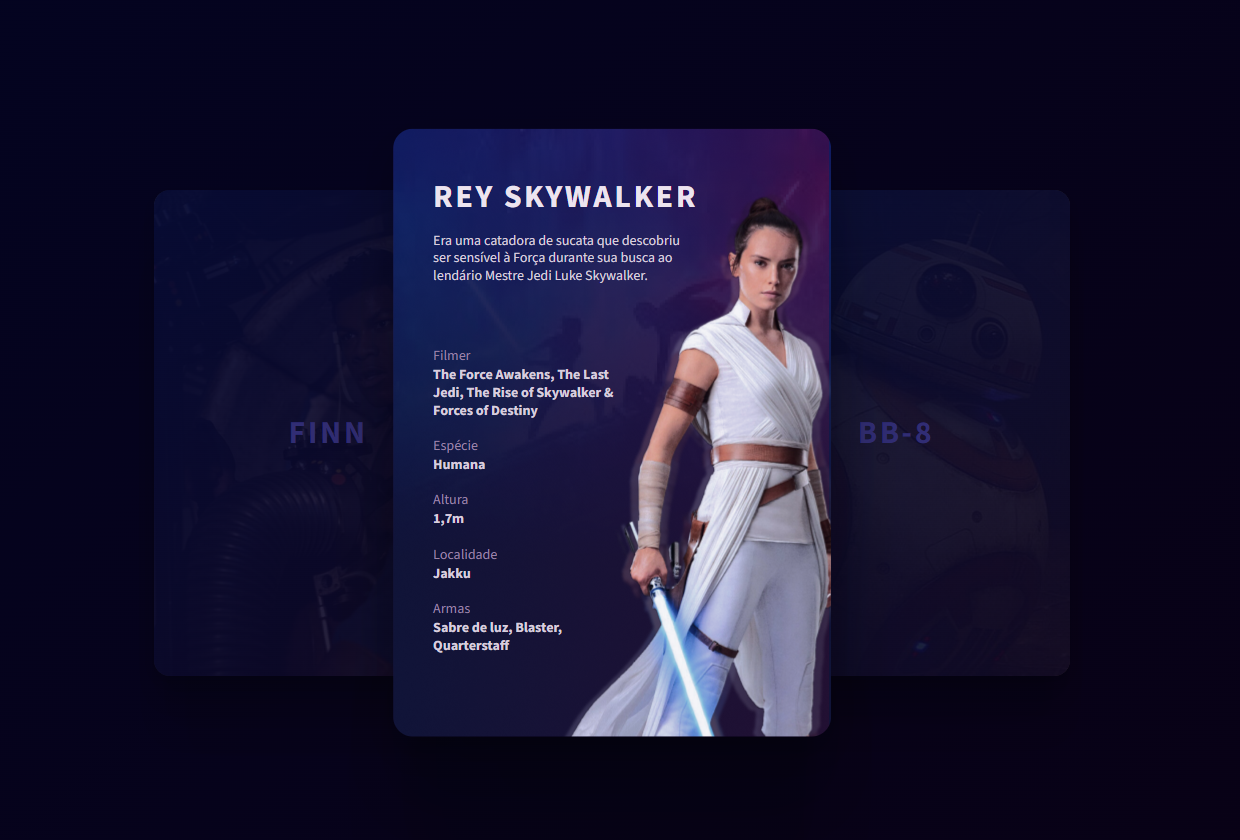 REY SKYWALKER
Era uma catadora de sucata que descobriu
ser sensível à Força durante sua busca ao
lendário Mestre Jedi Luke Skywalker.
Filmer
The Force Awakens, The Last
Jedi, The Rise of Skywalker &
Forces of Destiny
Espécie
Humana
Altura
1,7m
Localidade
Jakku
Armas
Sabre de luz, Blaster,
Quarterstaff
FINN
BB-8